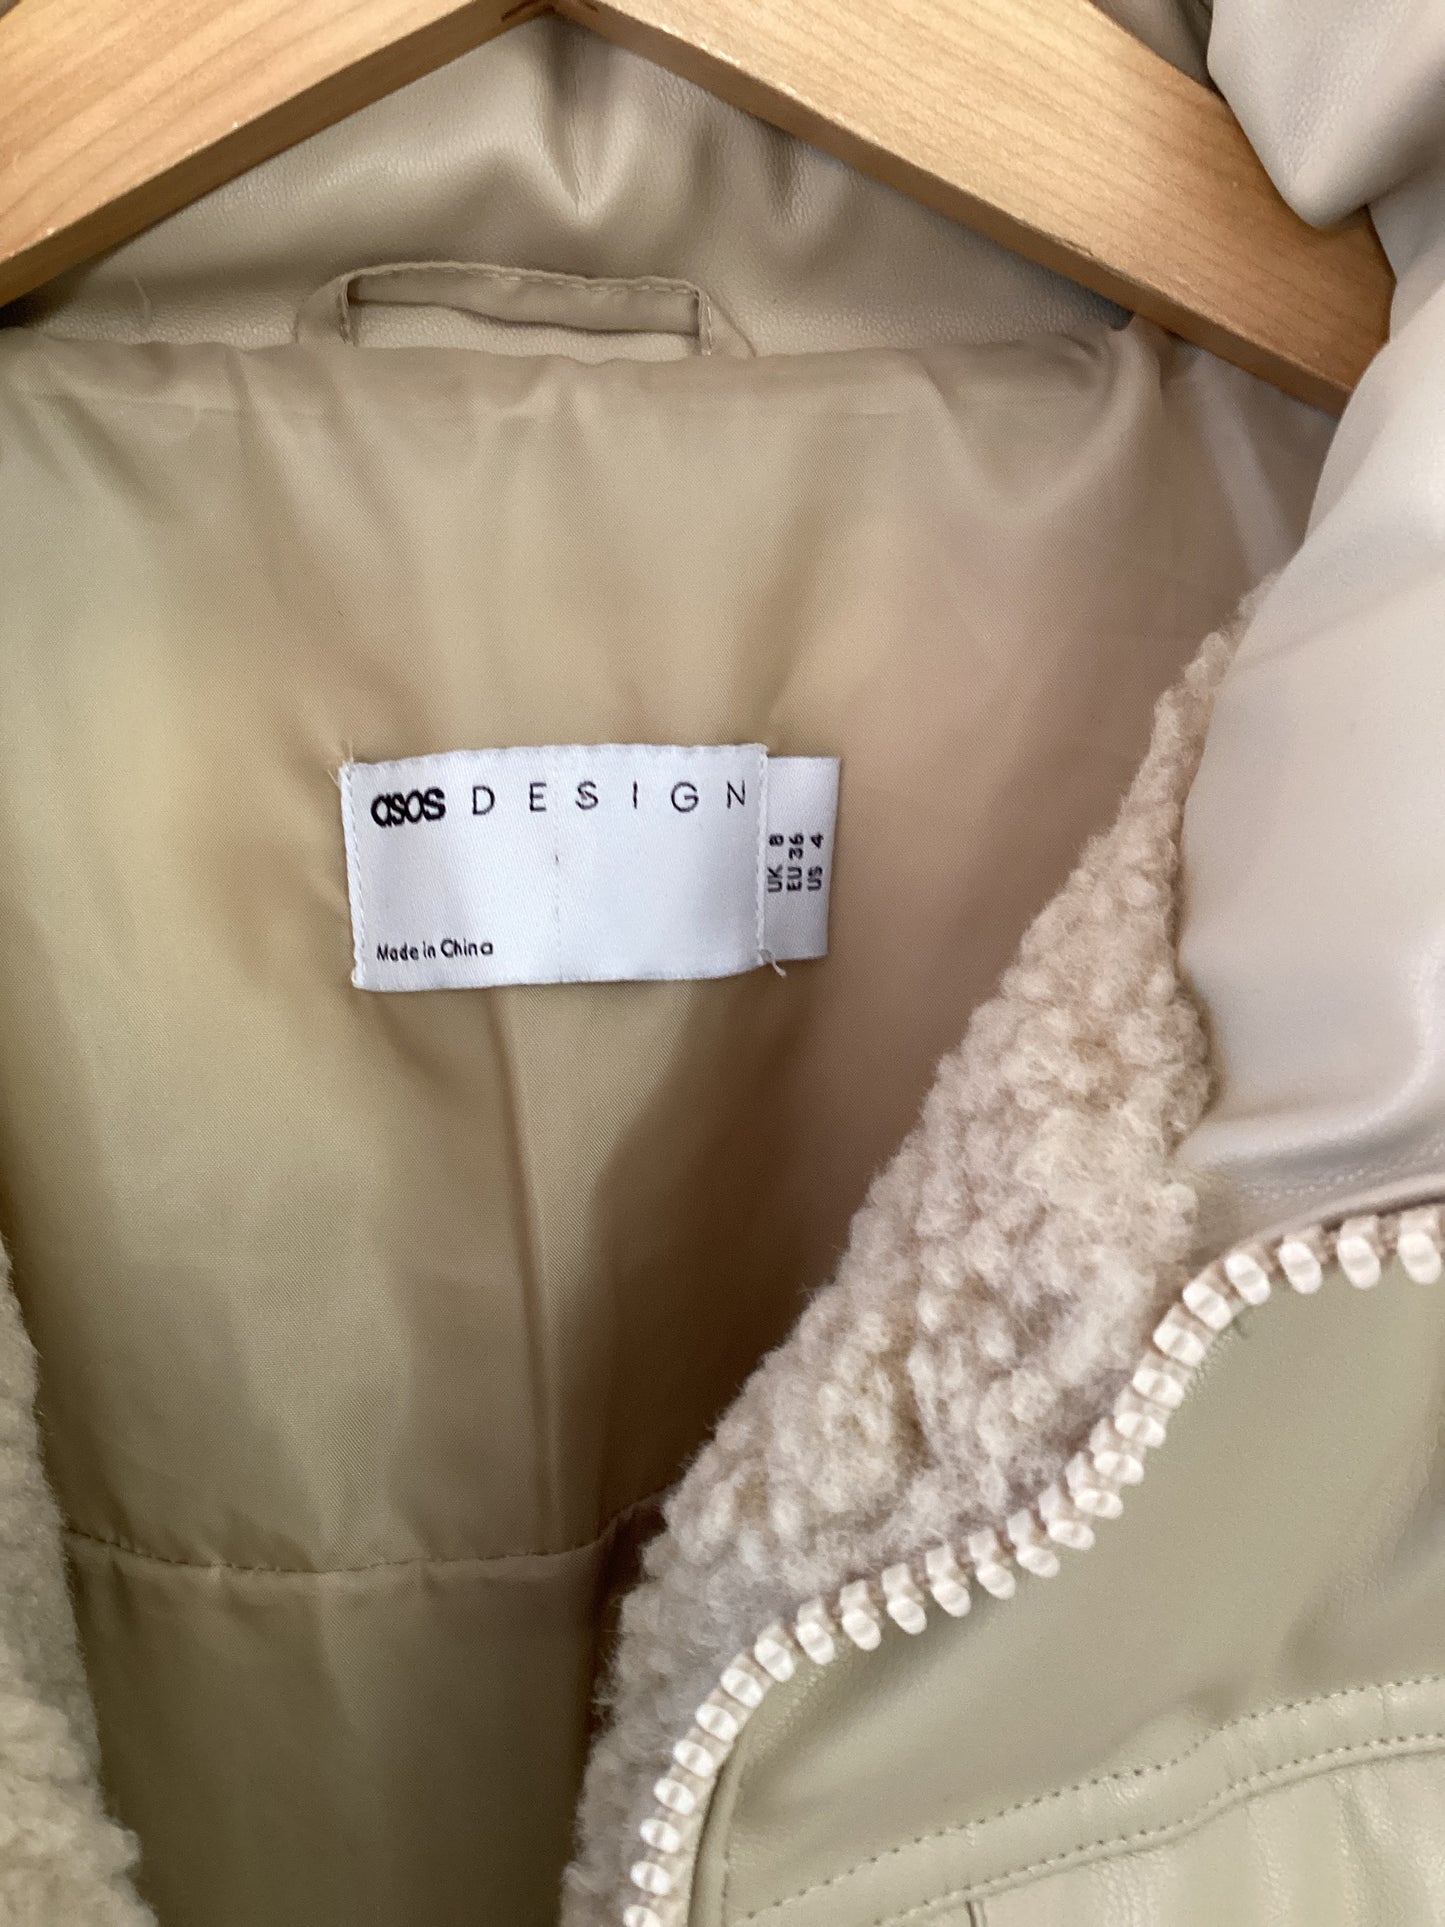 asos DESIGN
Made in China
UK 8
EU 36
US 4